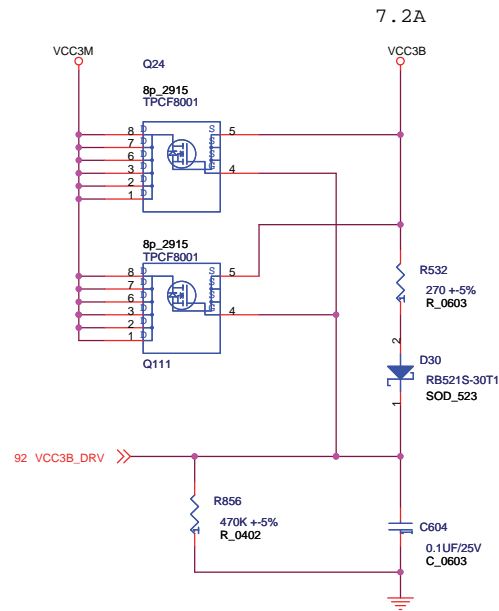 7.2A
VCC3M
VCC3B
Q24
8p_2915
TPCF8001
8 D
7 D
6 D
3 D
2 D
1 D
S 5
S
S
G 4
8p_2915
TPCF8001
8 D
7 D
6 D
3 D
2 D
1 D
S 5
S
S
G 4
Q111
R532
270 +-5%
R_0603
1
2
D30
RB521S-30T1
SOD_523
1
92 VCC3B_DRV
R856
470K +-5%
R_0402
1
C604
0.1UF/25V
C_0603